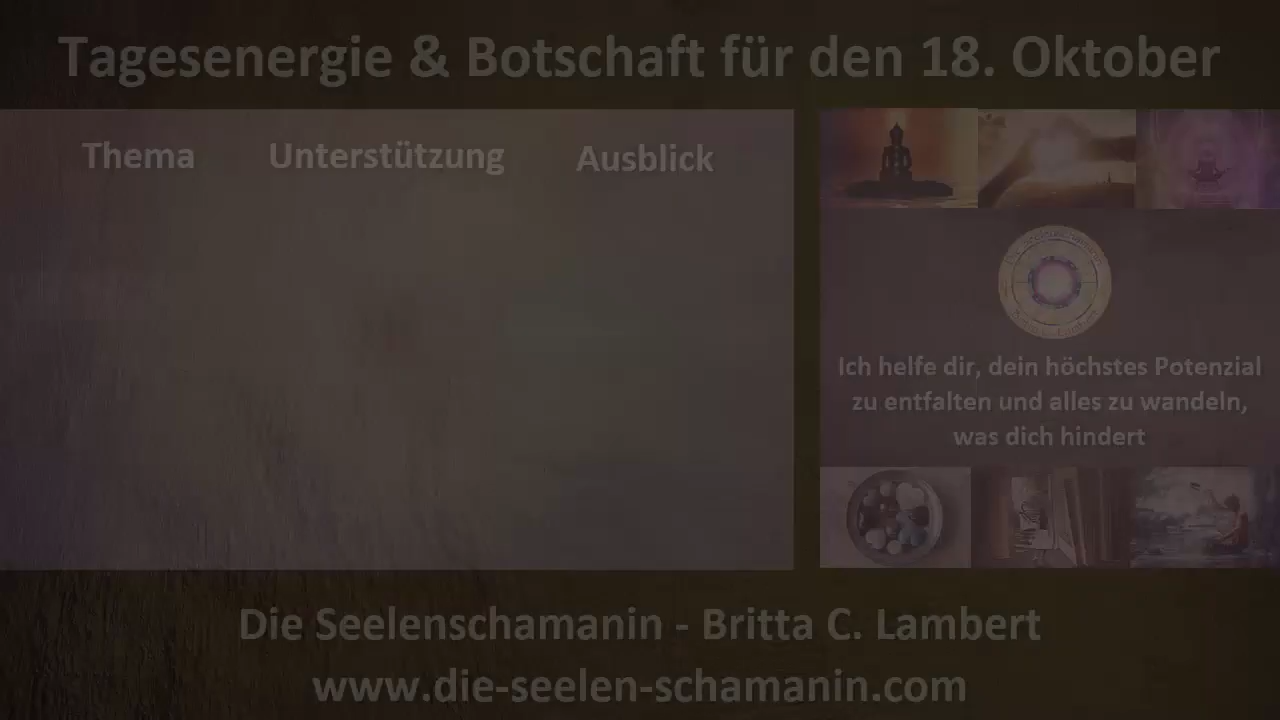 Tagesenergie & Botschaft für den 18. Oktober
Thema Unterstützung Ausblick
Ich helfe dir, dein höchstes Potenzial
zu entfalten und alles zu wandeln,
was dich hindert
Die Seelenschamanin - Britta C. Lambert
www.die-seelen-schamanin.com